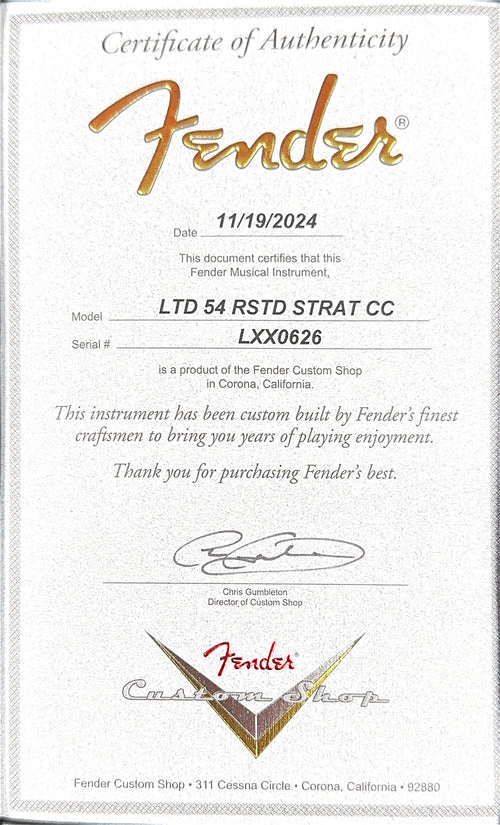 Certificate of Authenticity
Fender®
Date 11/19/2024
This document certifies that this
Fender Musical Instrument,
Model LTD 54 RSTD STRAT CC
Serial # LXX0626
is a product of the Fender Custom Shop
in Corona, California.
This instrument has been custom built by Fender's finest
craftsmen to bring you years of playing enjoyment.
Thank you for purchasing Fender's best.
Chris Gumbleton
Director of Custom Shop
Fender®
Custom Shop
Fender Custom Shop • 311 Cessna Circle • Corona, California • 92880